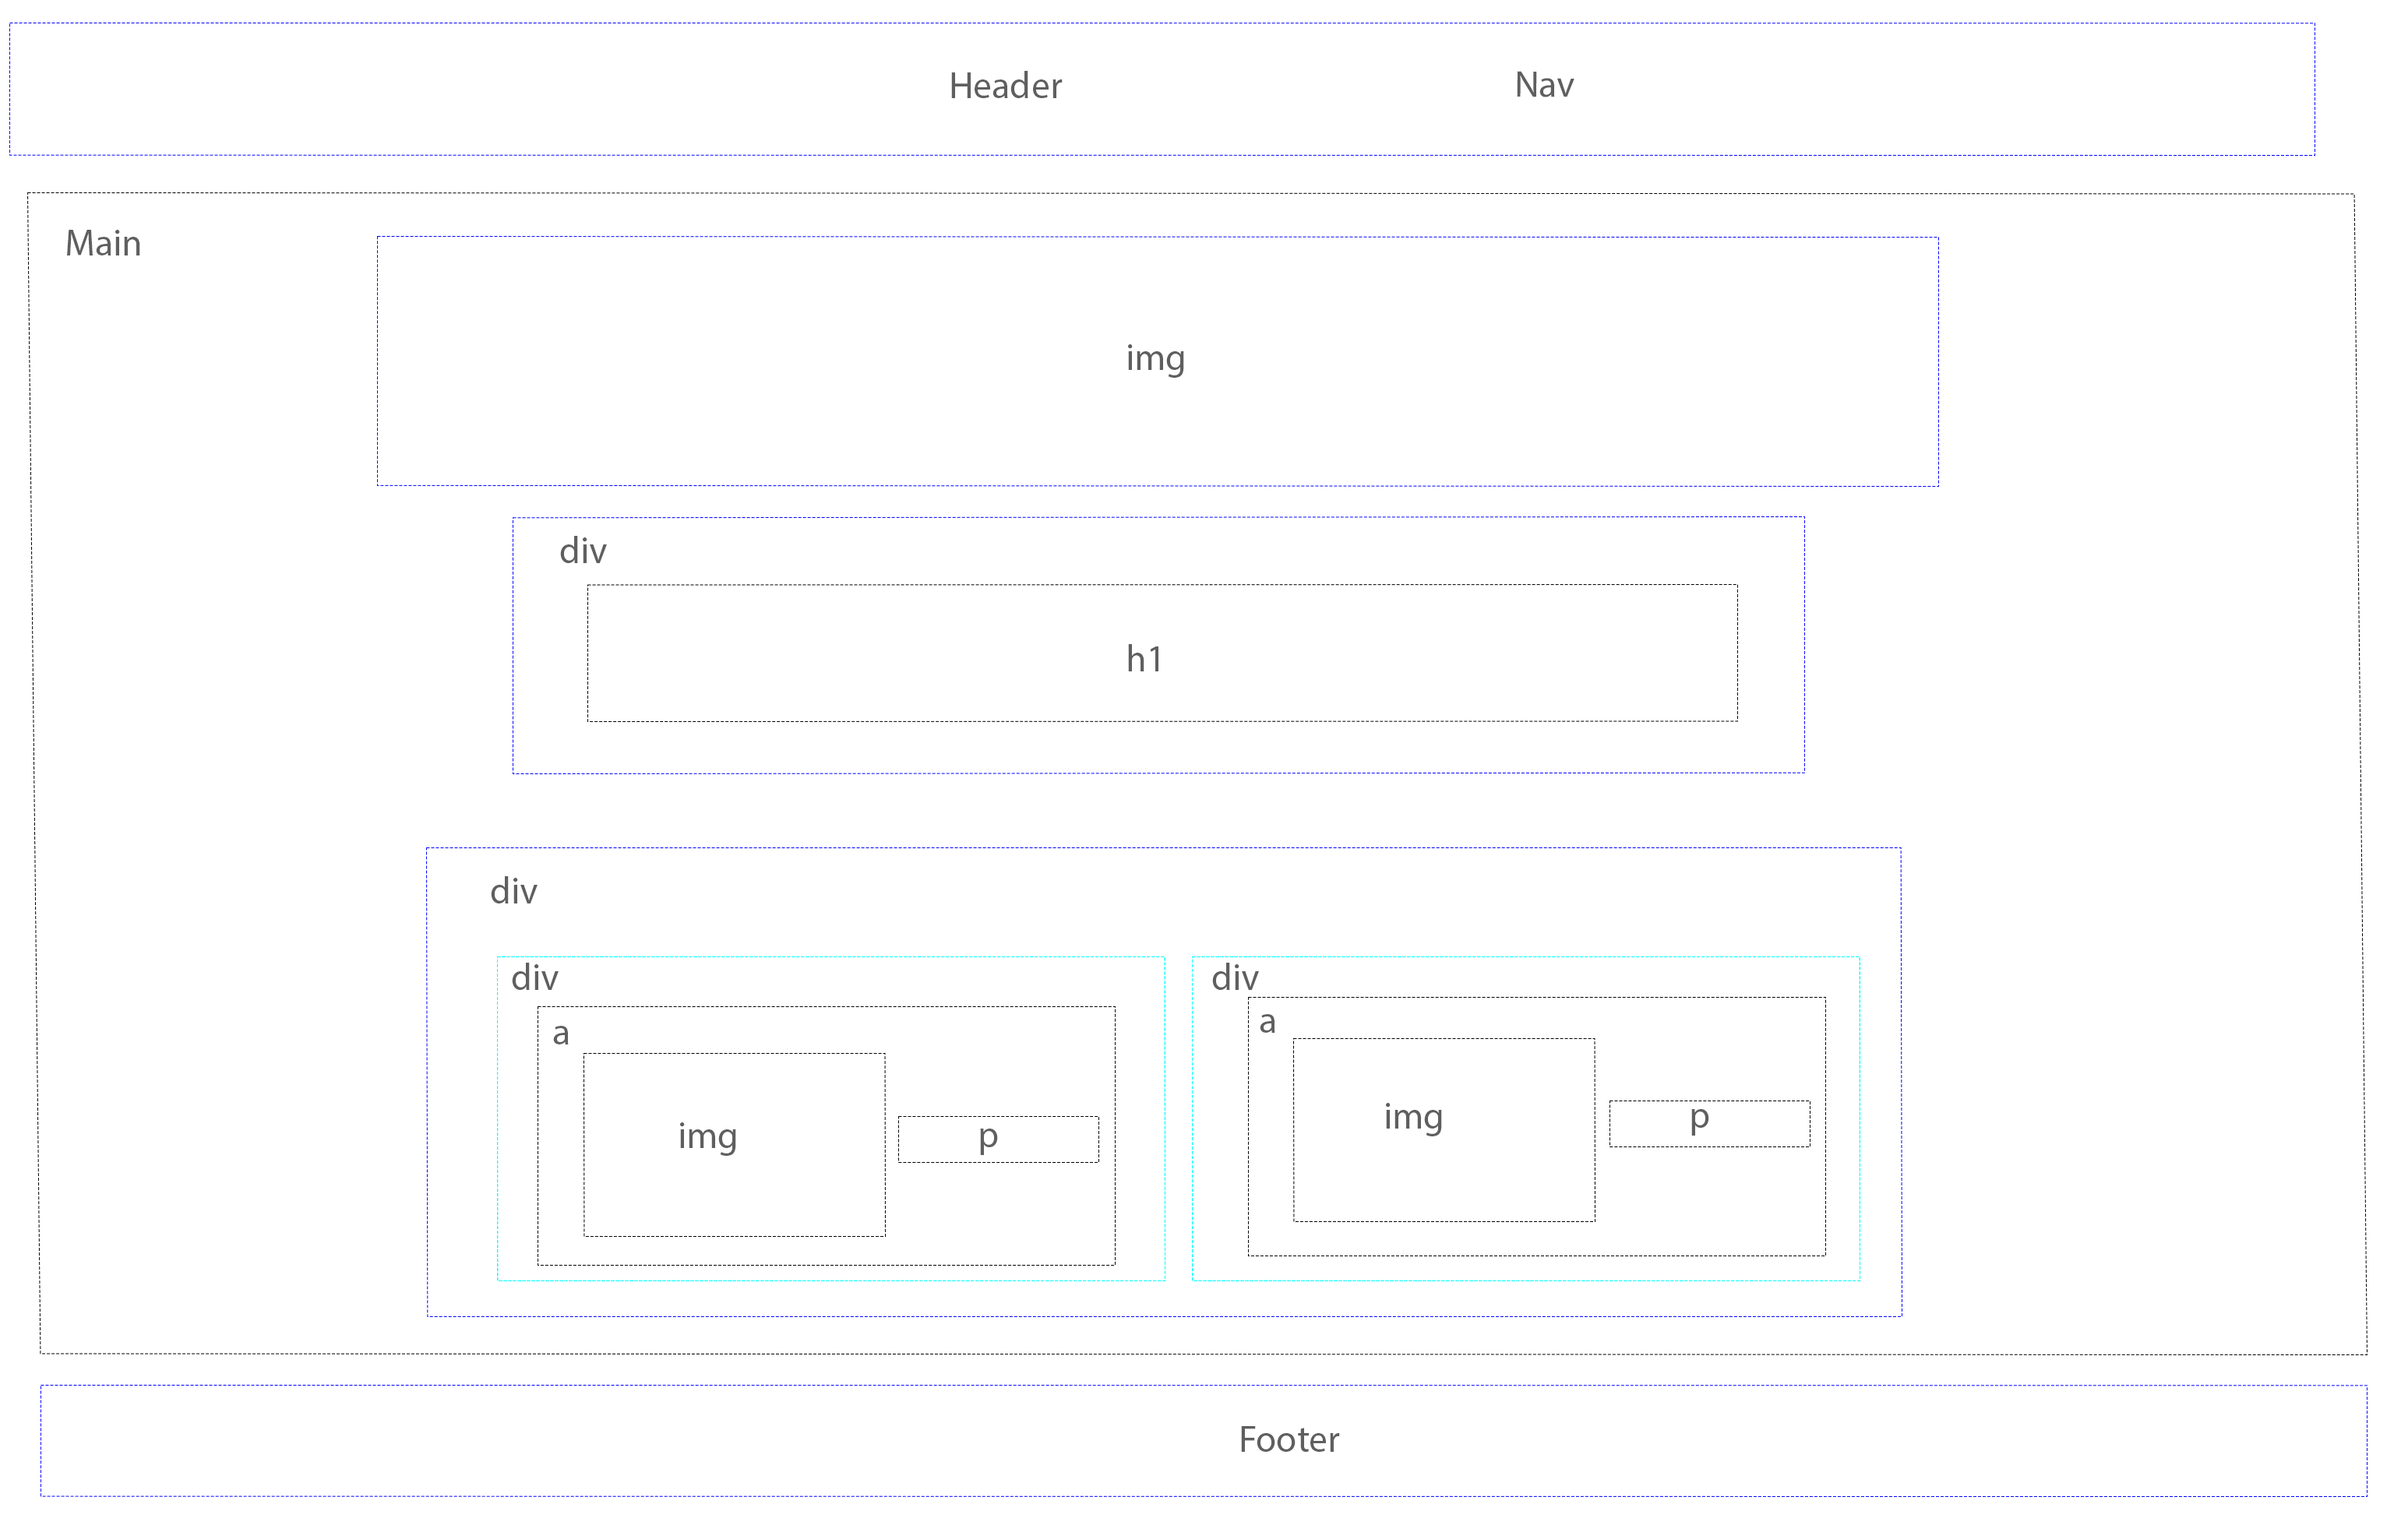 Header Nav
Main
img
div
h1
div
div
a
img
p
div
a
img
p
Footer